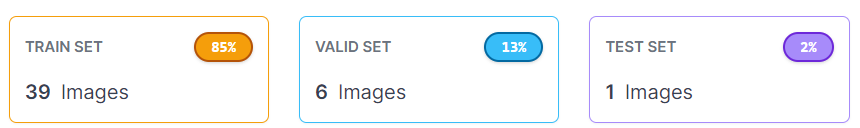 TRAIN SET 85%
39 Images
VALID SET 13%
6 Images
TEST SET 2%
1 Images